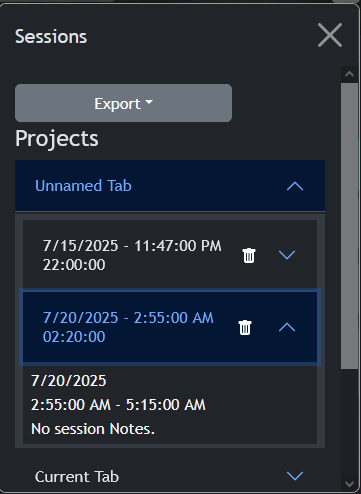 Sessions
Export
Projects
Unnamed Tab
7/15/2025 - 11:47:00 PM
22:00:00
7/20/2025 - 2:55:00 AM
02:20:00
7/20/2025
2:55:00 AM - 5:15:00 AM
No session Notes.
Current Tab